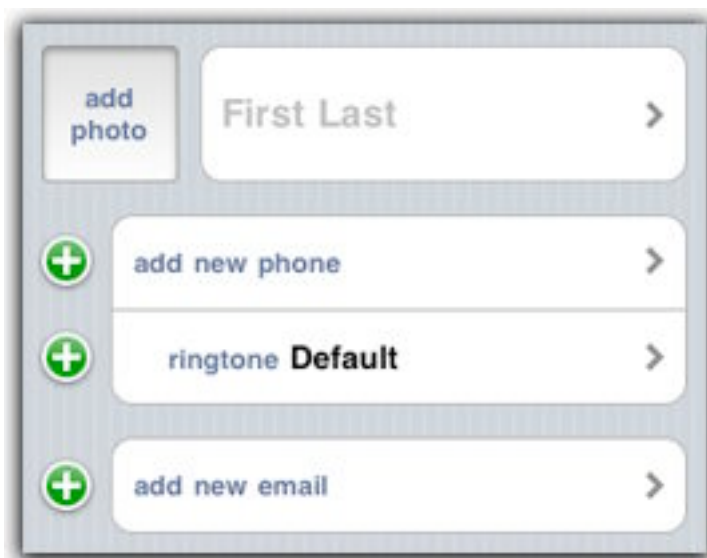 add
photo
First Last
add new phone
ringtone Default
add new email